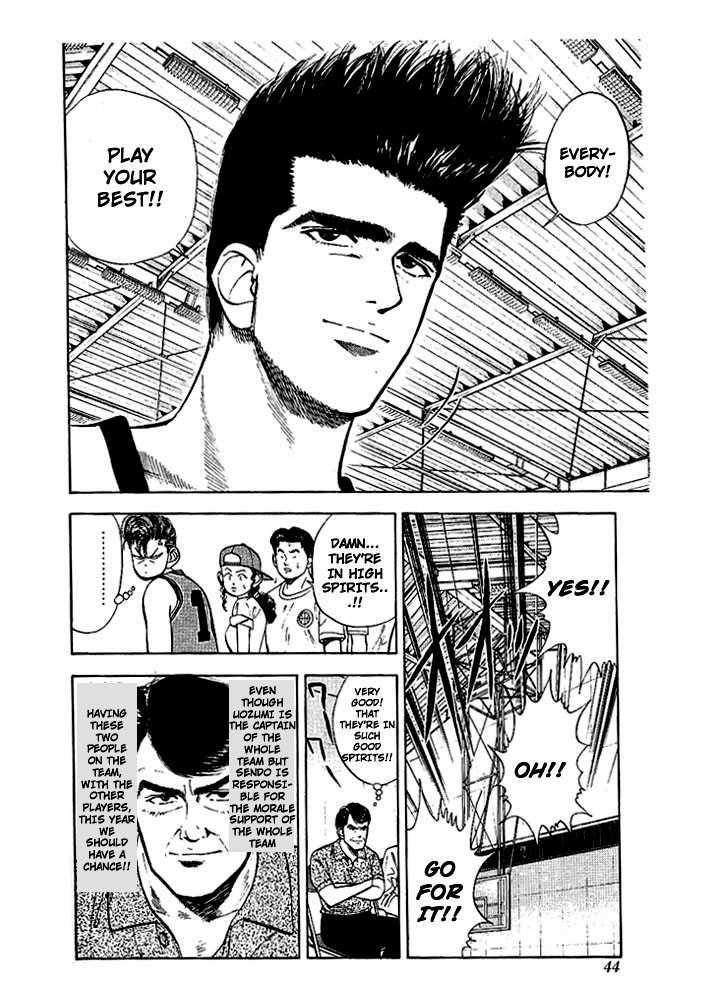 EVERY-
BODY!
PLAY
YOUR
BEST!!
YES!!
OH!!
GO
FOR
IT!!
DAMN...
THEY'RE
IN HIGH
SPIRITS..
.!!
.........
1
VERY
GOOD!
THAT
THEY'RE IN
SUCH
GOOD
SPIRITS!!
EVEN
THOUGH
UOZUMI IS
THE CAPTAIN
OF THE
WHOLE
TEAM BUT
SENDO IS
RESPONSI-
BLE FOR
THE MORALE
SUPPORT OF
THE WHOLE
TEAM
HAVING
THESE
TWO
PEOPLE
ON THE
TEAM,
WITH THE
OTHER
PLAYERS,
THIS YEAR
WE
SHOULD
HAVE A
CHANCE!!
44